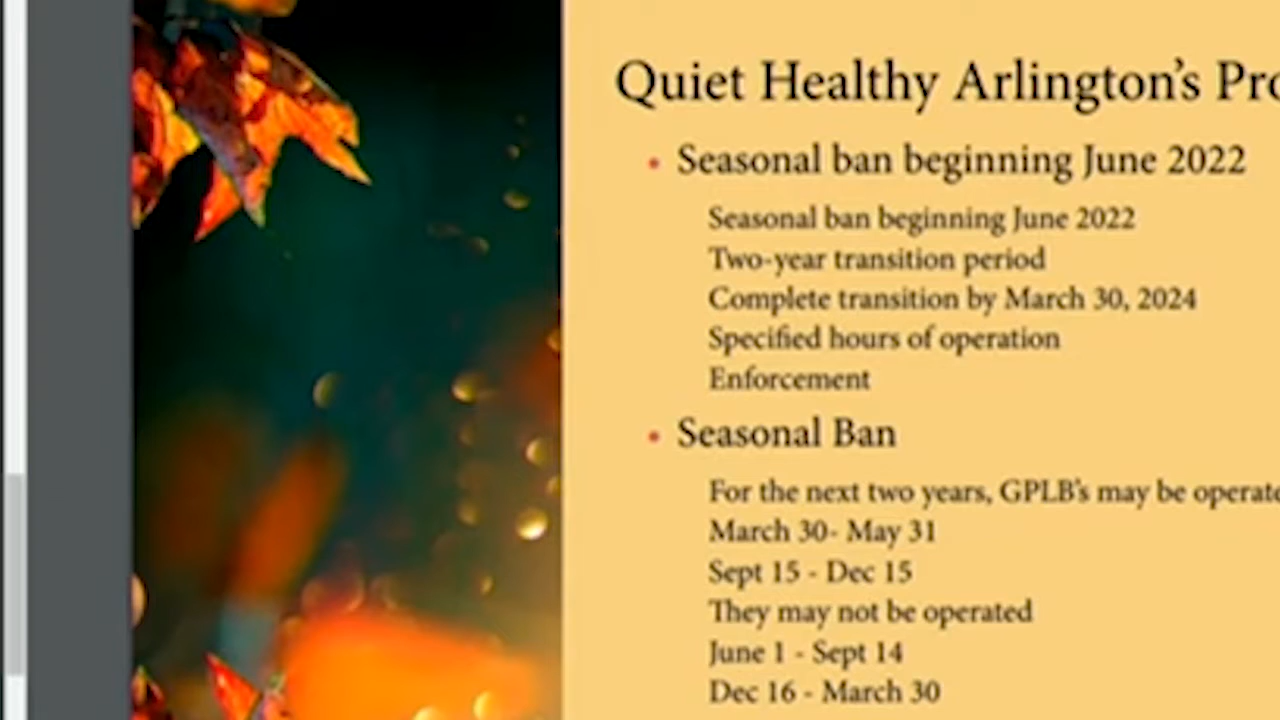 Quiet Healthy Arlington's Pro
• Seasonal ban beginning June 2022
Seasonal ban beginning June 2022
Two-year transition period
Complete transition by March 30, 2024
Specified hours of operation
Enforcement
• Seasonal Ban
For the next two years, GPLB's may be operate
March 30- May 31
Sept 15 - Dec 15
They may not be operated
June 1 - Sept 14
Dec 16 - March 30